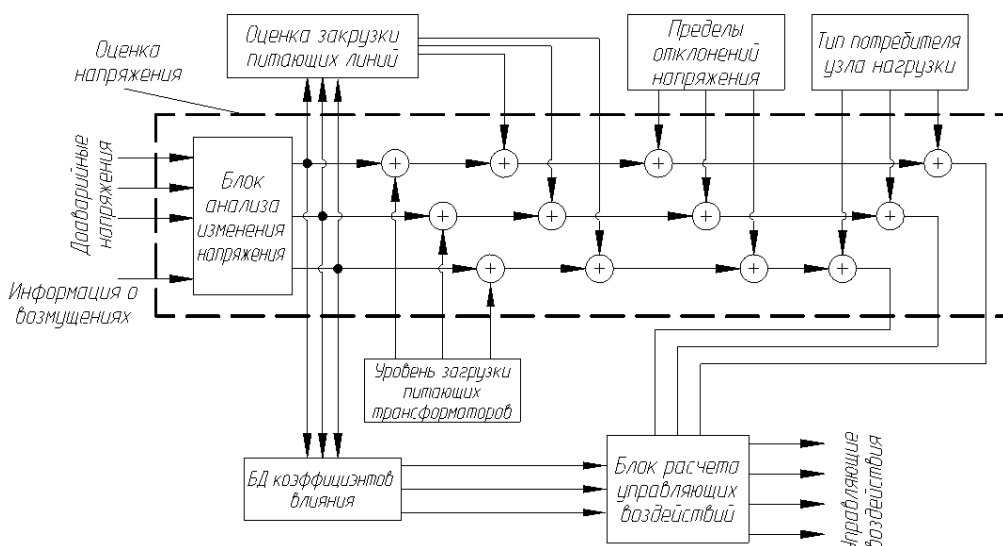 Оценка
напряжения
Оценка закрузки
питающих линий
Пределы
отклонений
напряжения
Тип потребителя
узла нагрузки
Доаварийные
напряжения
Блок
анализа
изменения
напряжения
Информация о
возмущениях
Уровень загрузки
питающих
трансформаторов
БД коэффициэнтов
влияния
Блок расчета
управляющих
воздействий
Управляющие
воздействия